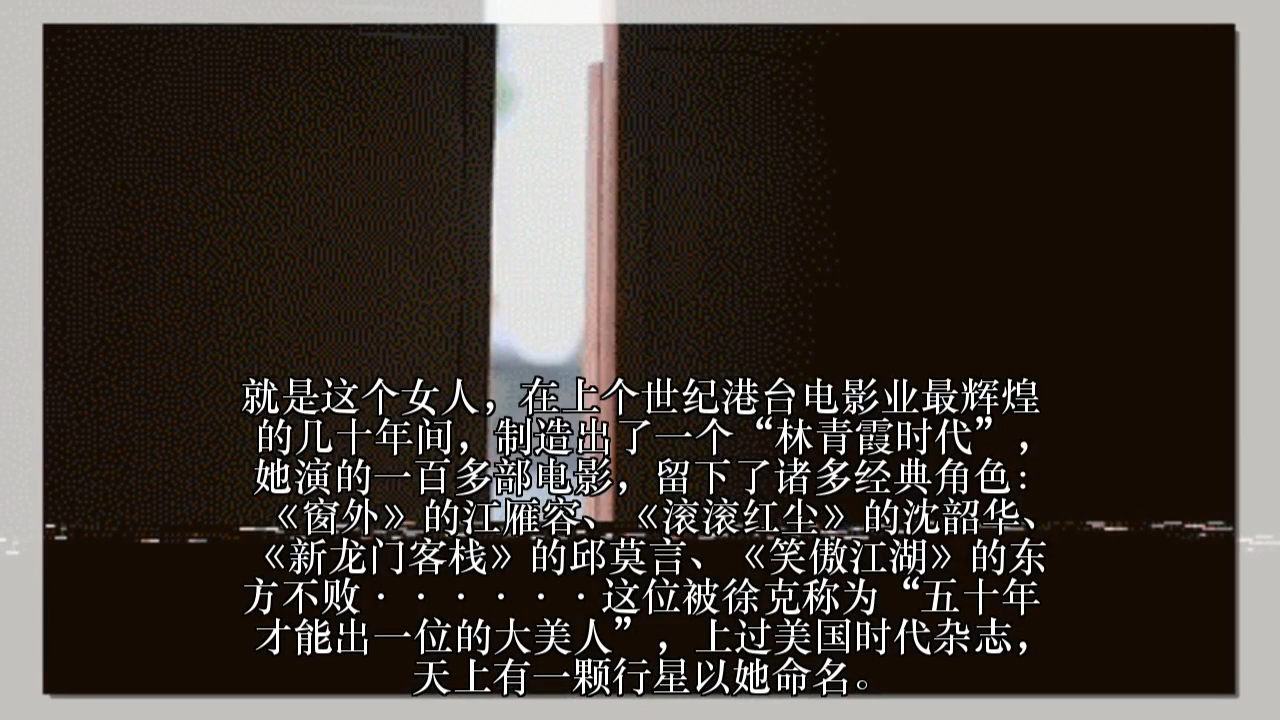 就是这个女人，在上个世纪港台电影业最辉煌
的几十年间，制造出了一个“林青霞时代”，
她演的一百多部电影，留下了诸多经典角色：
《窗外》的江雁容、《滚滚红尘》的沈韶华、
《新龙门客栈》的邱莫言、《笑傲江湖》的东
方不败······这位被徐克称为“五十年
才能出一位的大美人”，上过美国时代杂志，
天上有一颗行星以她命名。